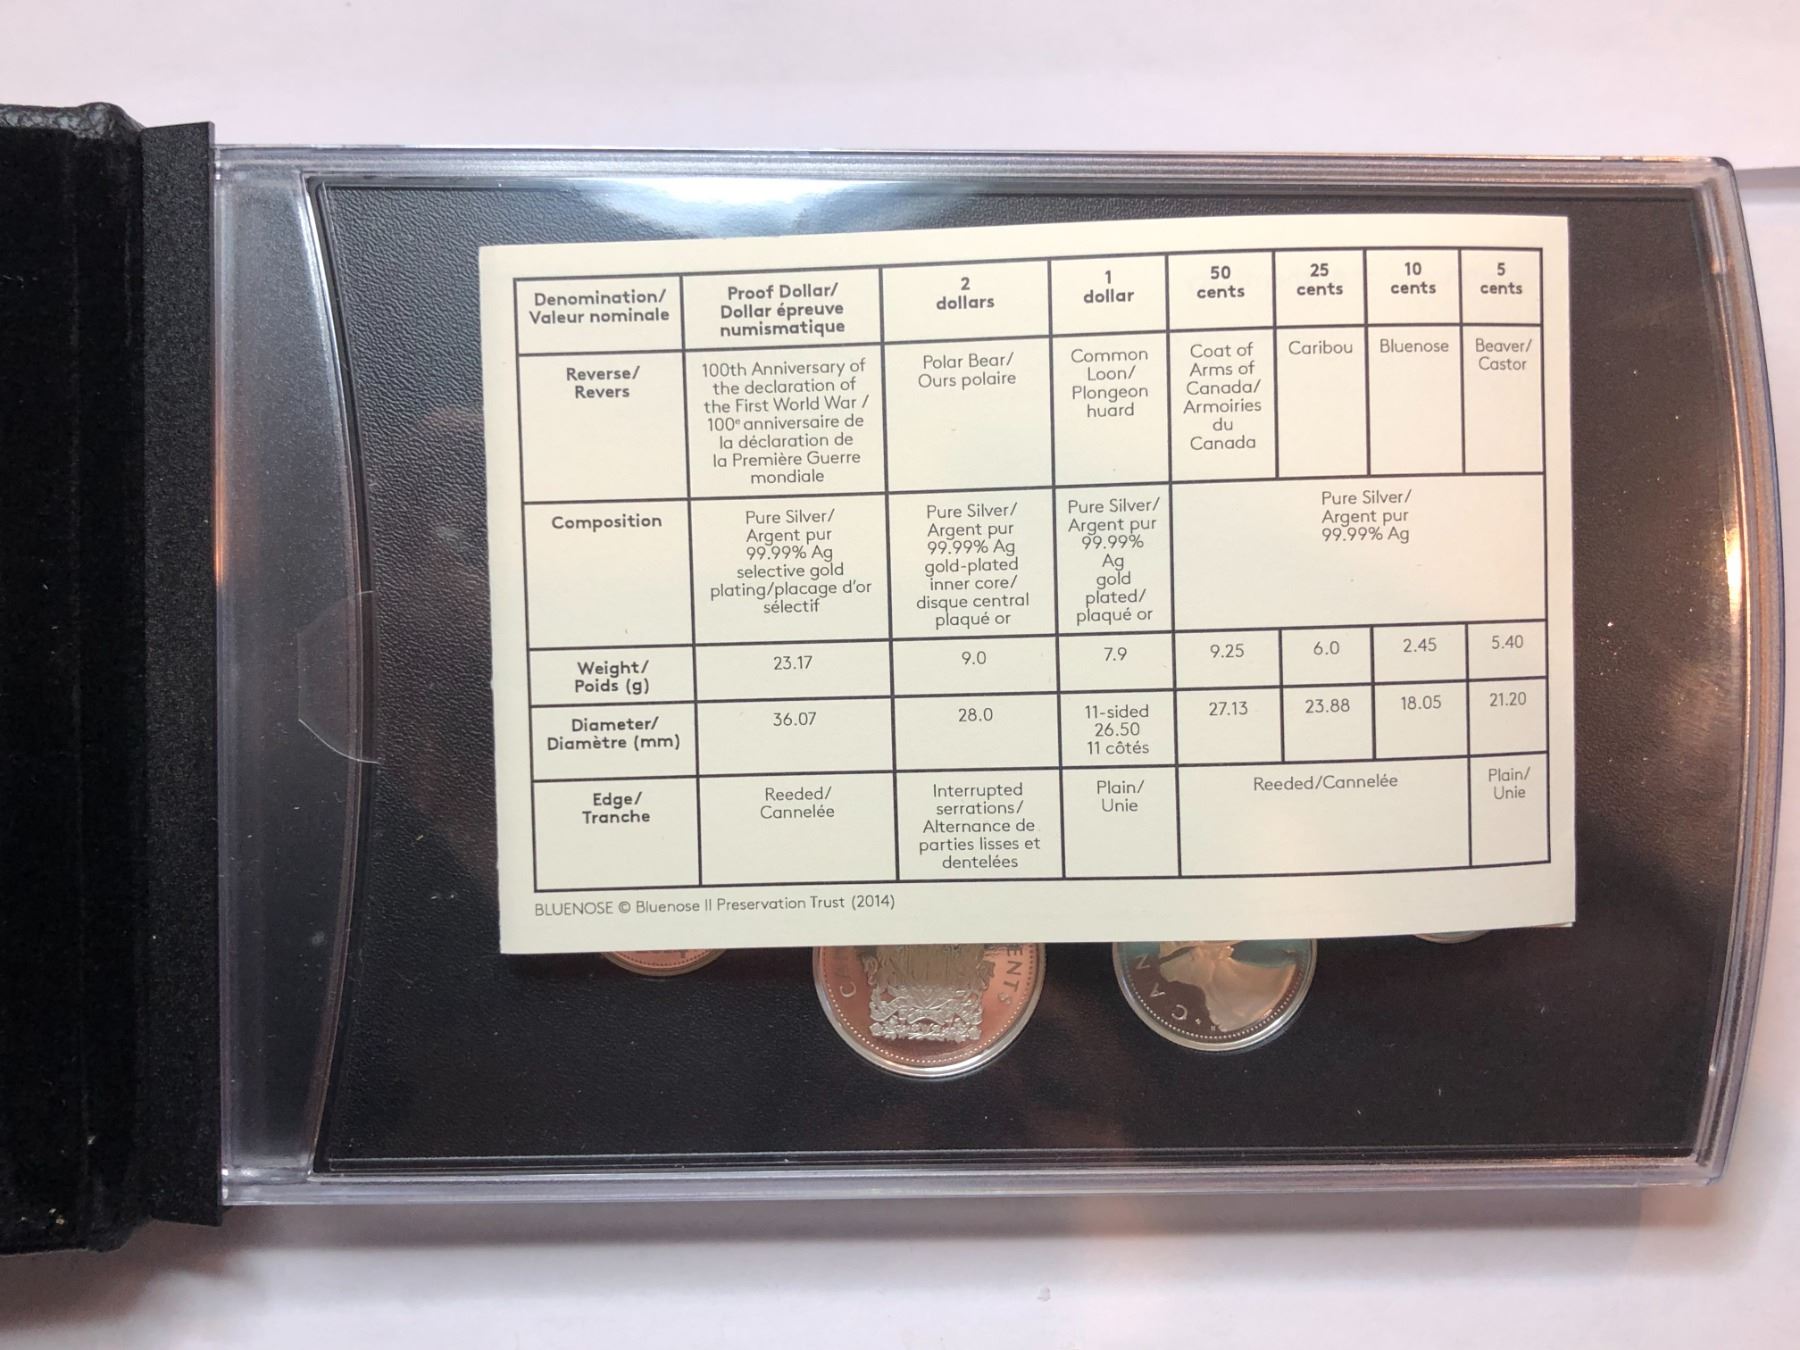 Denomination/
Valeur nominale
Proof Dollar/
Dollar épreuve
numismatique
2
dollars
1
dollar
50
cents
25
cents
10
cents
5
cents
Reverse/
Revers
100th Anniversary of
the declaration of
the First World War /
100e anniversaire de
la déclaration de
la Première Guerre
mondiale
Polar Bear/
Ours polaire
Common
Loon/
Plongeon
huard
Coat of
Arms of
Canada/
Armoiries
du
Canada
Caribou
Bluenose
Beaver/
Castor
Composition
Pure Silver/
Argent pur
99.99% Ag
selective gold
plating/placage d'or
sélectif
Pure Silver/
Argent pur
99.99% Ag
gold-plated
inner core/
disque central
plaqué or
Pure Silver/
Argent pur
99.99%
Ag
gold
plated/
plaqué or
Pure Silver/
Argent pur
99.99% Ag
Weight/
Poids (g)
23.17
9.0
7.9
9.25
6.0
2.45
5.40
Diameter/
Diamètre (mm)
36.07
28.0
11-sided
26.50
11 côtés
27.13
23.88
18.05
21.20
Edge/
Tranche
Reeded/
Cannelée
Interrupted
serrations/
Alternance de
parties lisses et
dentelées
Plain/
Unie
Reeded/Cannelée
Plain/
Unie
BLUENOSE © Bluenose II Preservation Trust (2014)
C
ENTS
CAN